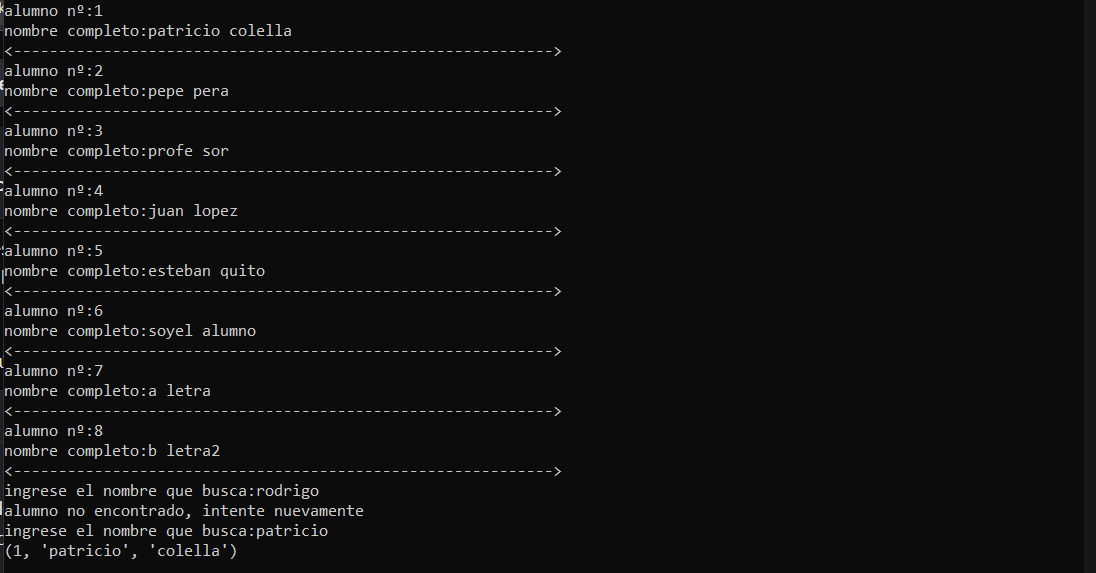 alumno nº:1
nombre completo:patricio colella
<------------------------------------------------------------>
alumno nº:2
nombre completo:pepe pera
<------------------------------------------------------------>
alumno nº:3
nombre completo:profe sor
<------------------------------------------------------------>
alumno nº:4
nombre completo:juan lopez
<------------------------------------------------------------>
alumno nº:5
nombre completo:esteban quito
<------------------------------------------------------------>
alumno nº:6
nombre completo:soyel alumno
<------------------------------------------------------------>
alumno nº:7
nombre completo:a letra
<------------------------------------------------------------>
alumno nº:8
nombre completo:b letra2
<------------------------------------------------------------>
ingrese el nombre que busca:rodrigo
alumno no encontrado, intente nuevamente
ingrese el nombre que busca:patricio
(1, 'patricio', 'colella')